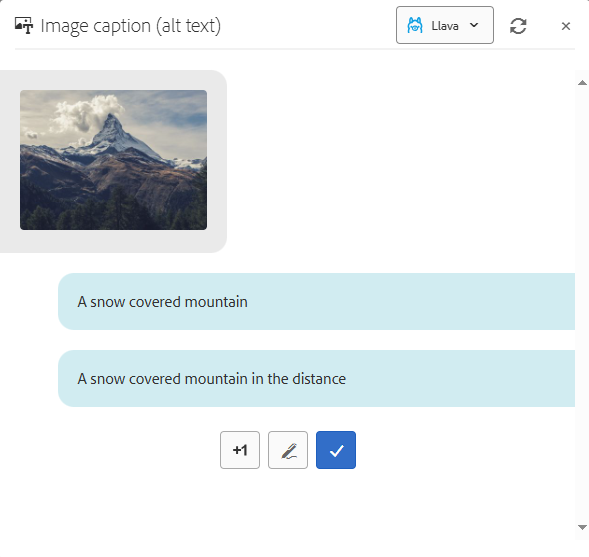 Image caption (alt text)
Llava
A snow covered mountain
A snow covered mountain in the distance
+1